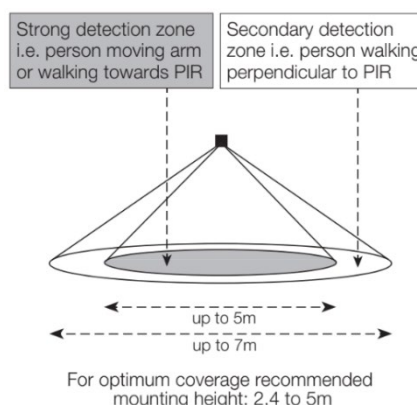 Strong detection zone
i.e. person moving arm
or walking towards PIR
Secondary detection
zone i.e. person walking
perpendicular to PIR
up to 5m
up to 7m
For optimum coverage recommended
mounting height: 2.4 to 5m